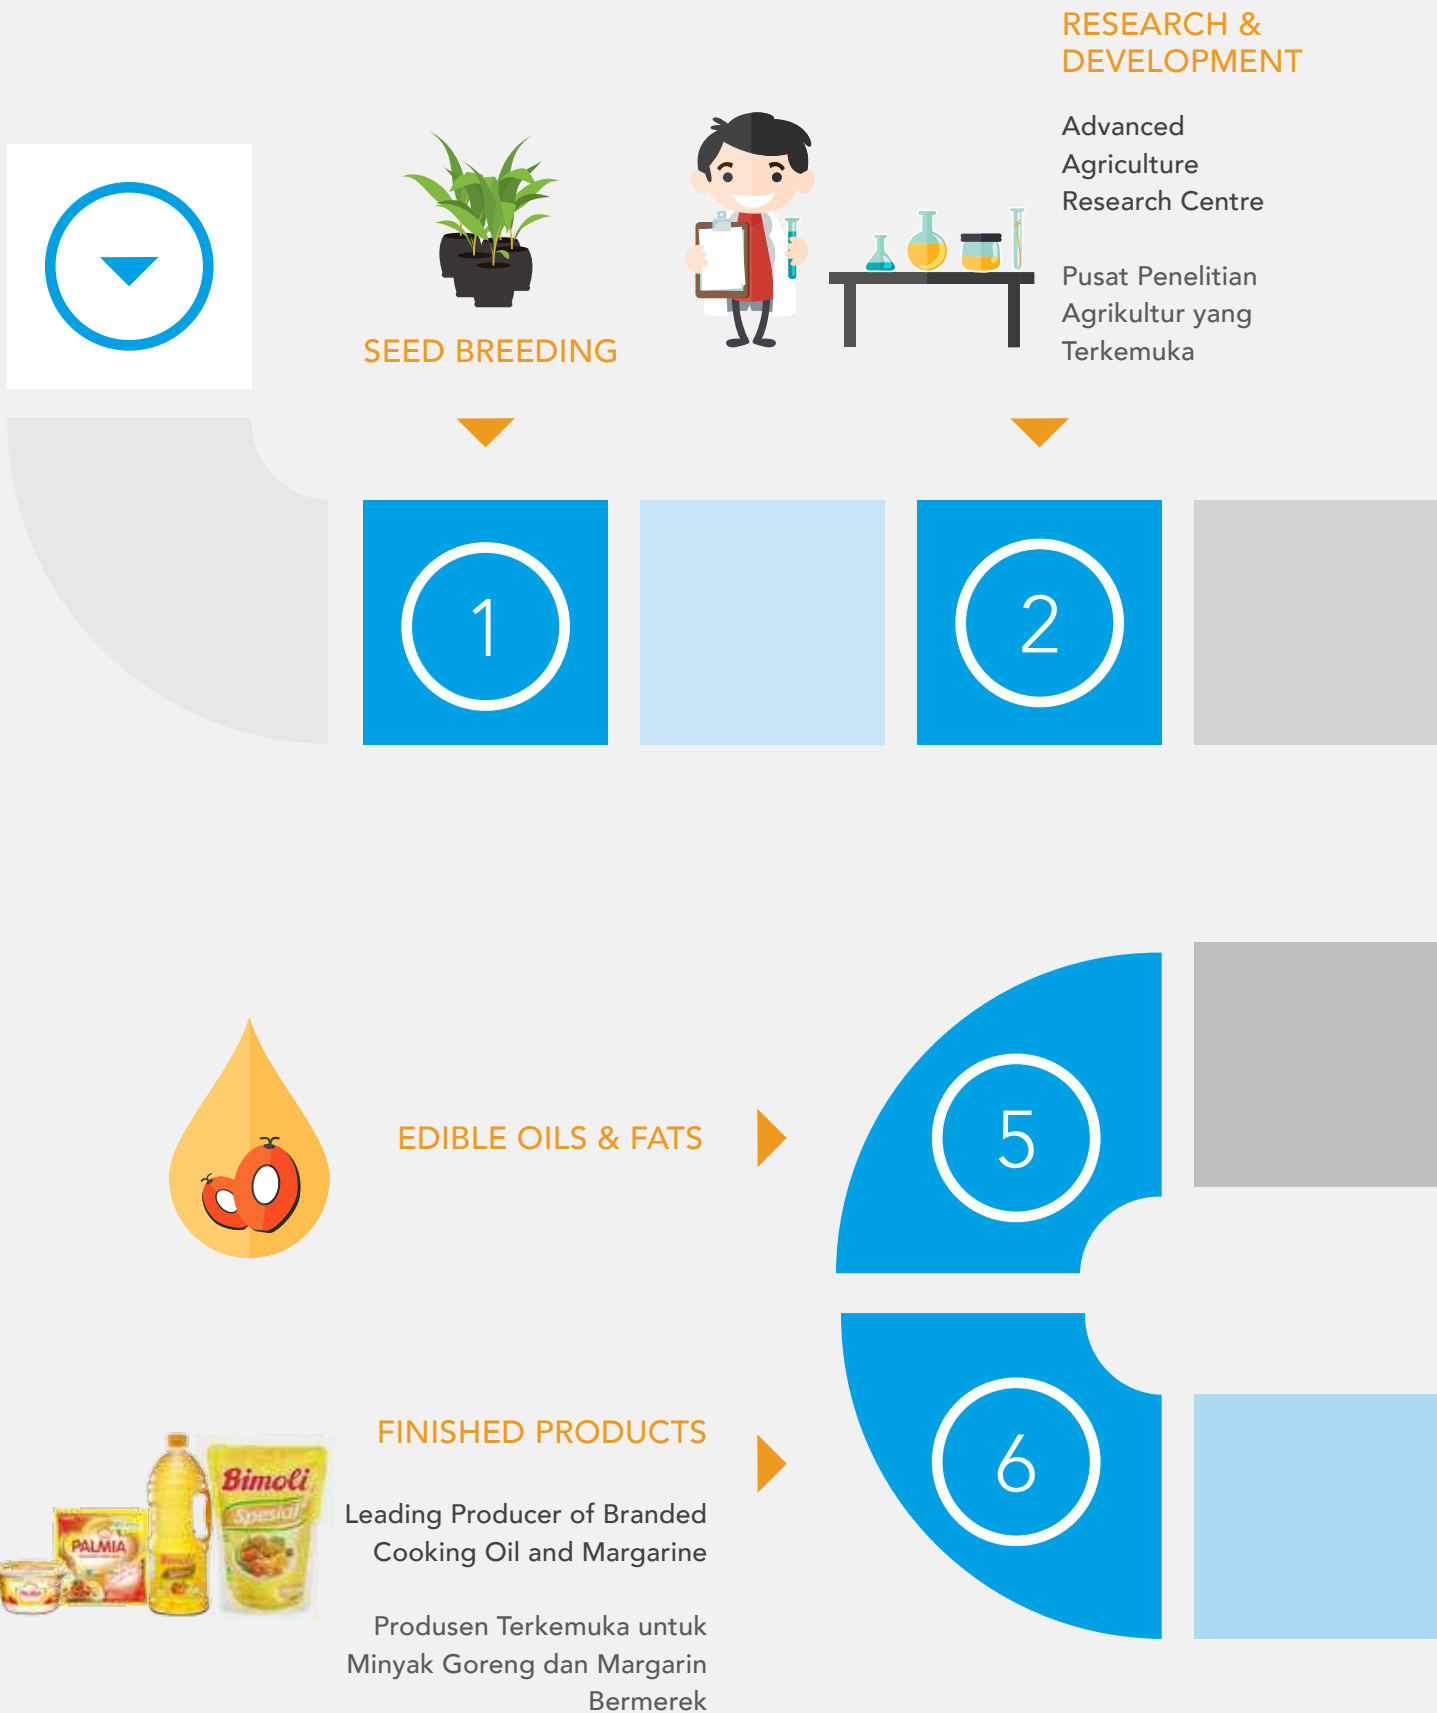 RESEARCH &
DEVELOPMENT
Advanced
Agriculture
Research Centre
Pusat Penelitian
Agrikultur yang
Terkemuka
SEED BREEDING
1
2
EDIBLE OILS & FATS
5
FINISHED PRODUCTS
Leading Producer of Branded
Cooking Oil and Margarine
Produsen Terkemuka untuk
Minyak Goreng dan Margarin
Bermerek
6
Bimoli
Spesial
PALMIA